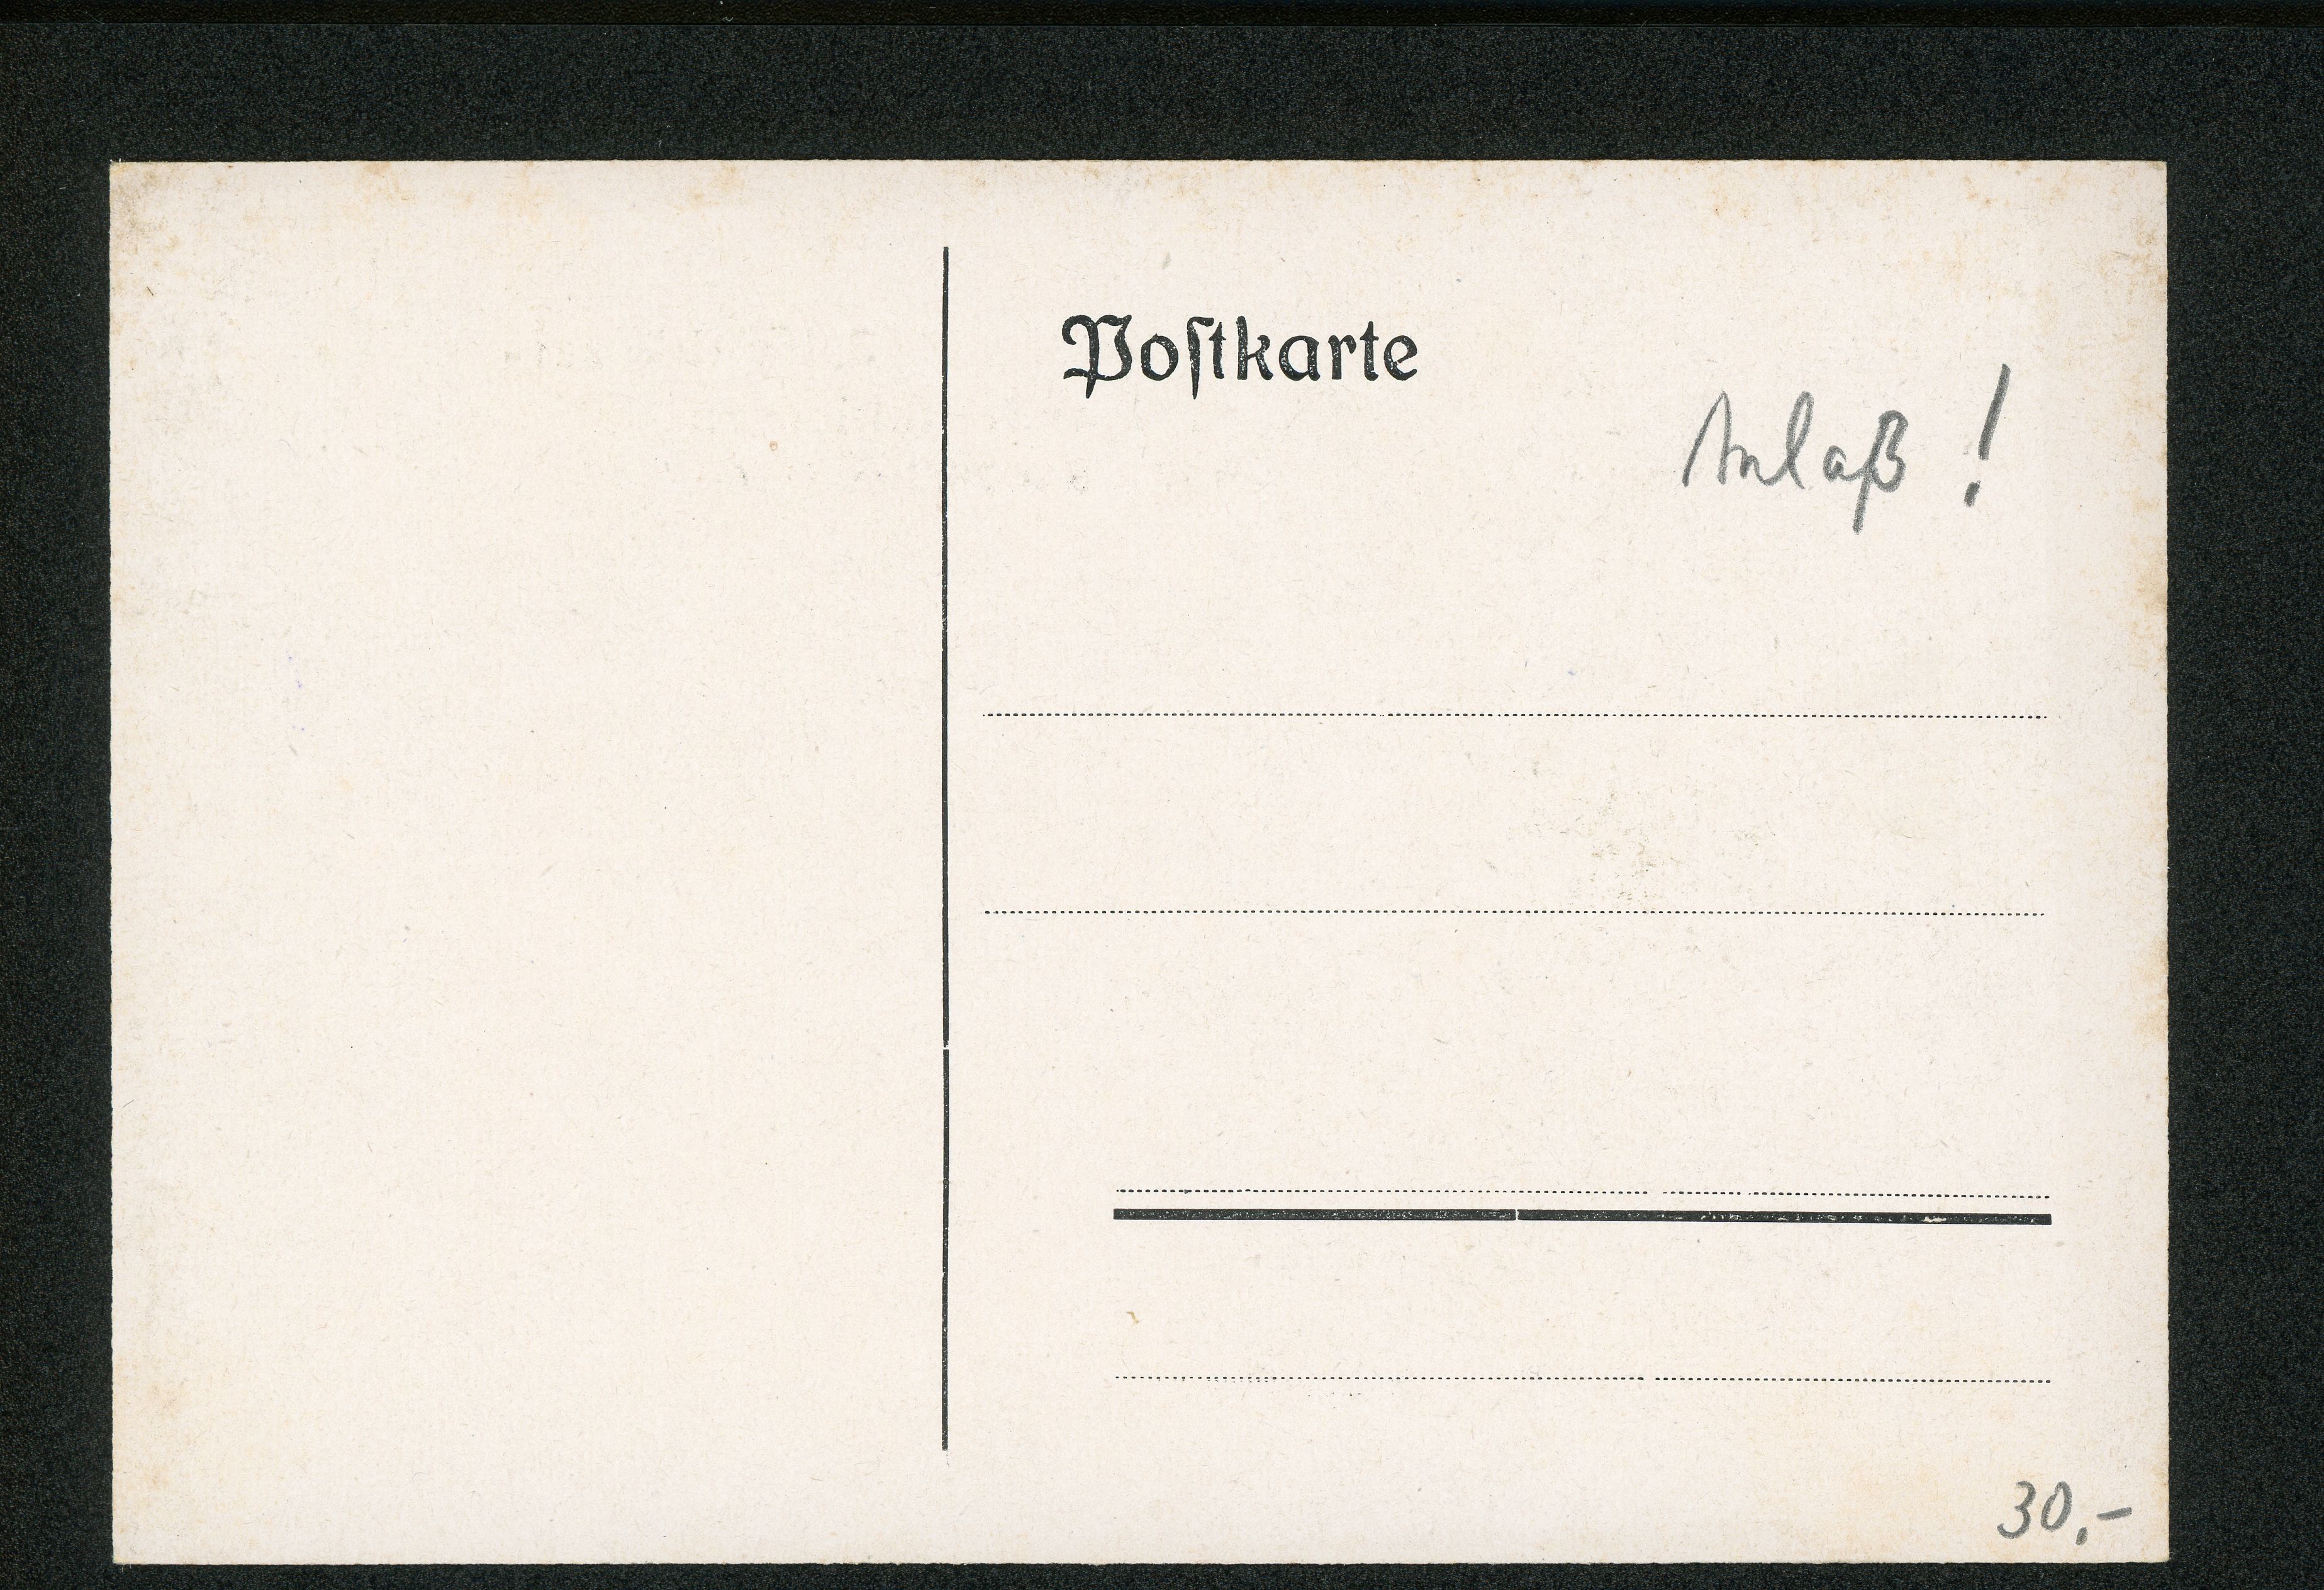 Poſtkarte
Anlaß !
30,-